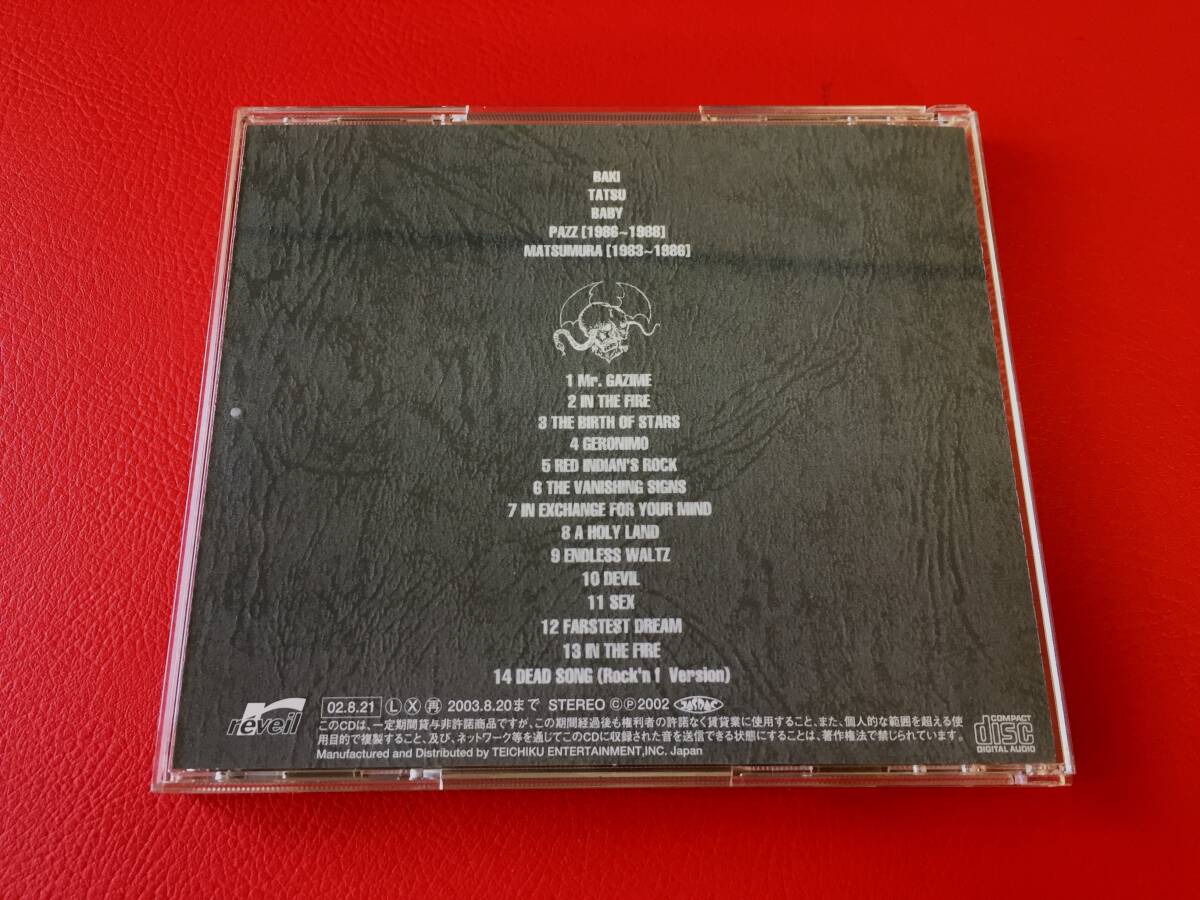 BAKI
TATSU
BABY
PAZZ [1986~1988]
MATSUMURA [1983~1986]
1 Mr. GAZIME
2 IN THE FIRE
3 THE BIRTH OF STARS
4 GERONIMO
5 RED INDIAN'S ROCK
6 THE VANISHING SIGNS
7 IN EXCHANGE FOR YOUR MIND
8 A HOLY LAND
9 ENDLESS WALTZ
10 DEVIL
11 SEX
12 FARSTEST DREAM
13 IN THE FIRE
14 DEAD SONG (Rock'n f Version)
réveil
02.8.21 Ⓛ Ⓧ 再 2003.8.20まで STEREO ©℗2002 JASRAC
このCDは、一定期間貸与非許諾商品ですが、この期間経過後も権利者の許諾なく賃貸業に使用すること、また、個人的な範囲を超える使
用目的で複製すること、及び、ネットワーク等を通じてこのCDに収録された音を送信できる状態にすることは、著作権法で禁じられています。
Manufactured and Distributed by TEICHIKU ENTERTAINMENT,INC. Japan
COMPACT
disc
DIGITAL AUDIO